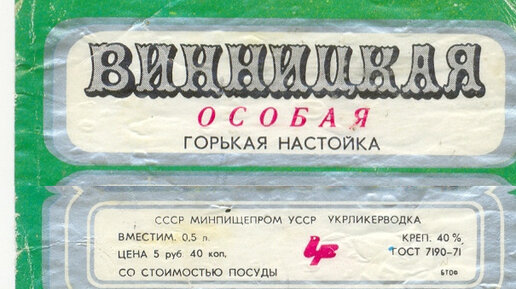 ВИННИЦКАЯ
ОСОБАЯ
ГОРЬКАЯ НАСТОЙКА
СССР МИНПИЩЕПРОМ УССР УКРЛИКЕРВОДКА
ВМЕСТИМ. 0,5 л. КРЕП. 40%
ЦЕНА 5 руб 40 коп. ГОСТ 7190-71
СО СТОИМОСТЬЮ ПОСУДЫ